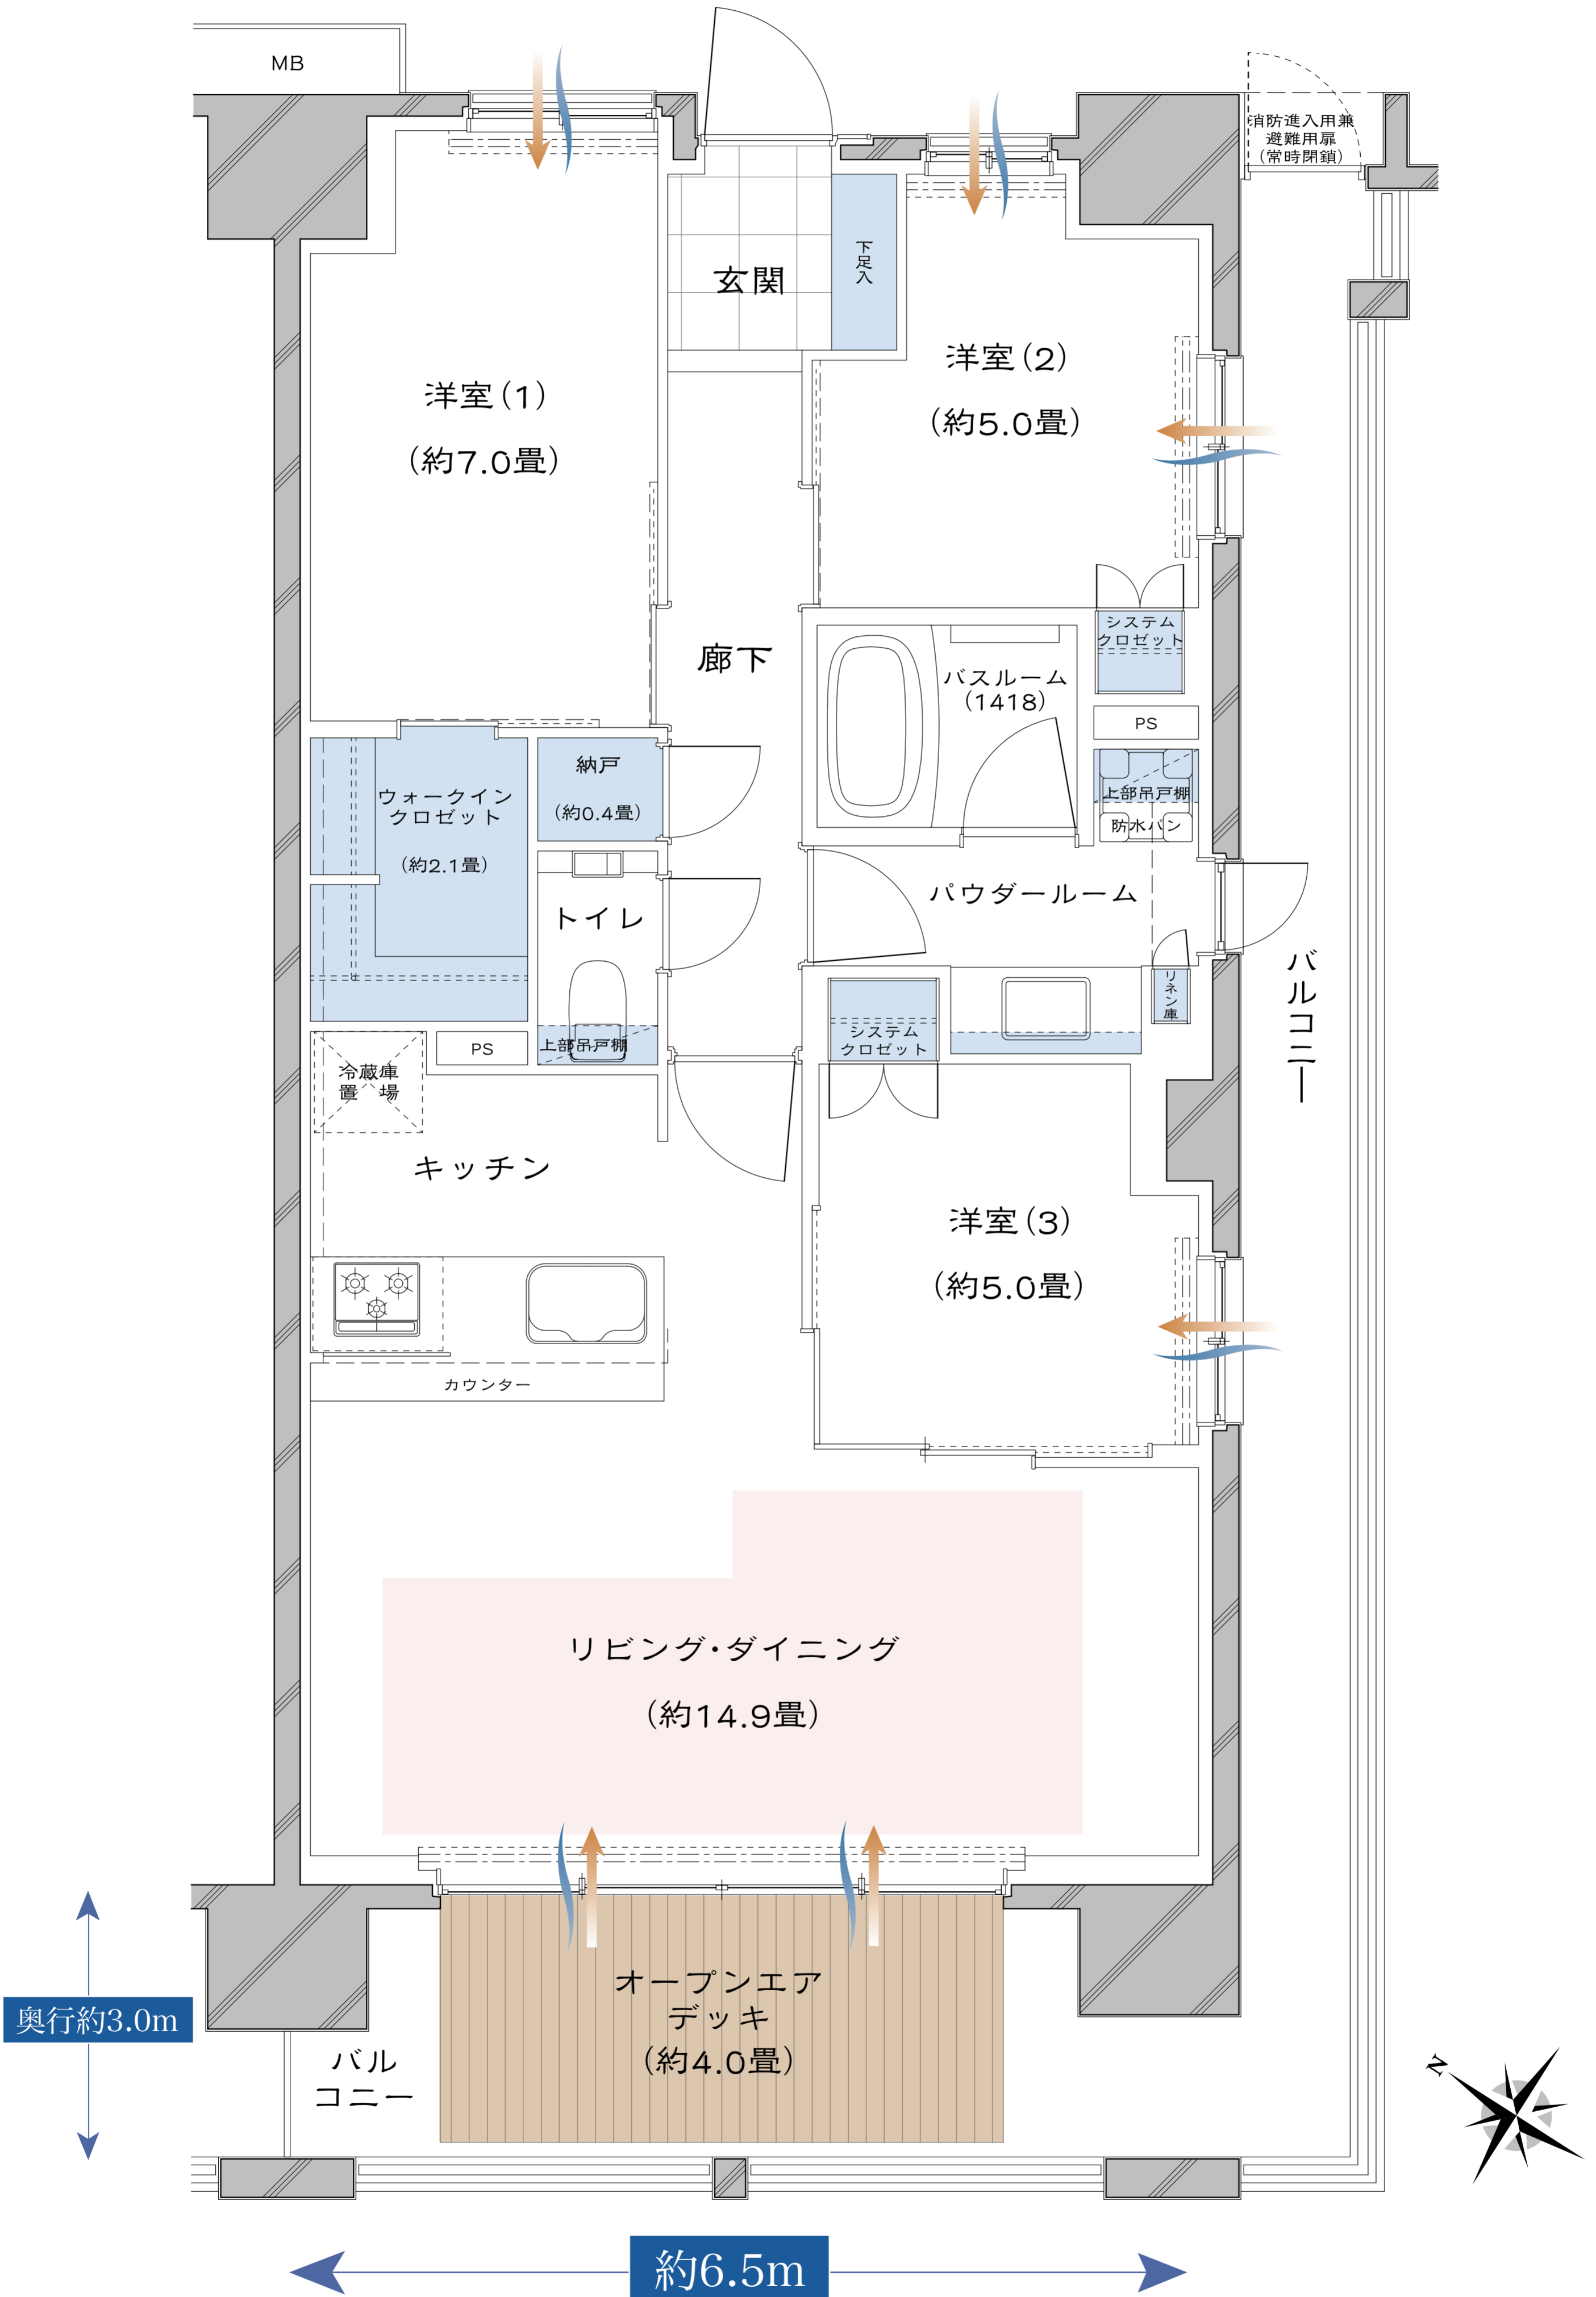 MB
消防進入用兼
避難用扉
(常時閉鎖)
玄関
下足入
洋室(1)
(約7.0畳)
洋室(2)
(約5.0畳)
システム
クロゼット
廊下
バスルーム
(1418)
PS
納戸
(約0.4畳)
ウォークイン
クロゼット
(約2.1畳)
上部吊戸棚
防水パン
パウダールーム
トイレ
バルコニー
リネン庫
システム
クロゼット
PS
上部吊戸棚
冷蔵庫
置場
キッチン
洋室(3)
(約5.0畳)
カウンター
リビング・ダイニング
(約14.9畳)
オープンエア
デッキ
(約4.0畳)
奥行約3.0m
バル
コニー
N
約6.5m